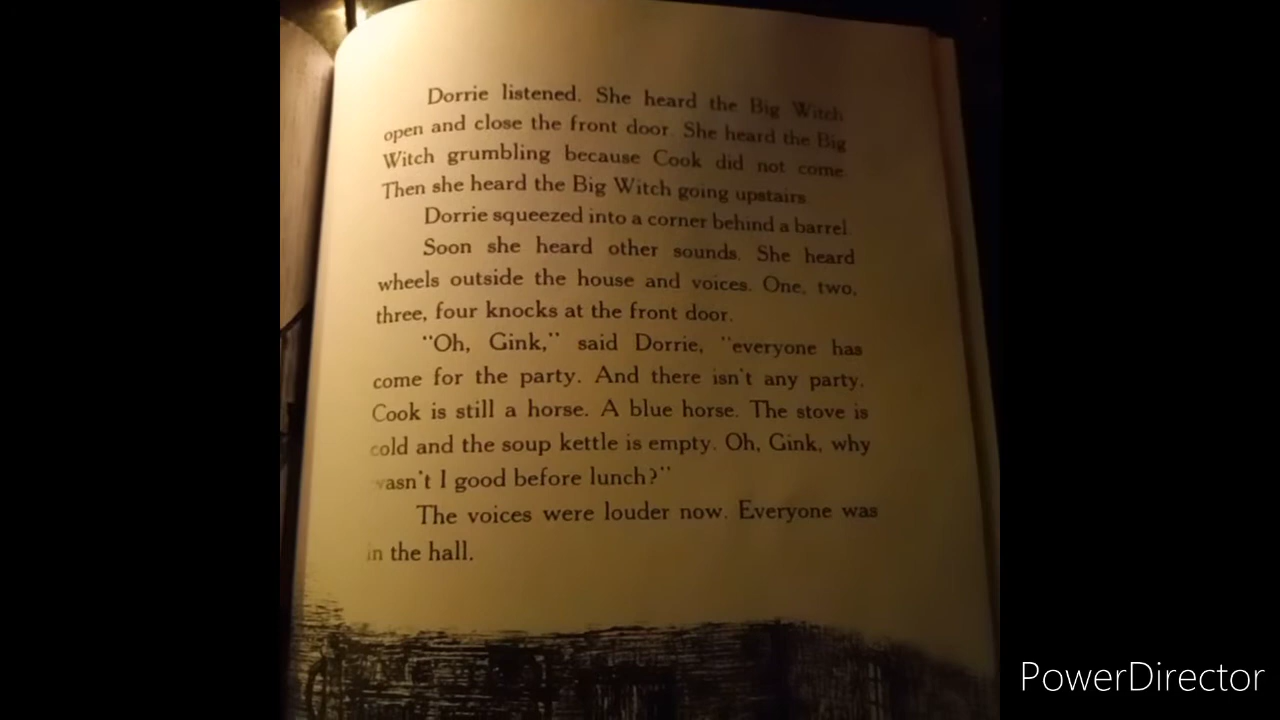 Dorrie listened. She heard the Big Witch
open and close the front door. She heard the Big
Witch grumbling because Cook did not come.
Then she heard the Big Witch going upstairs.
Dorrie squeezed into a corner behind a barrel.
Soon she heard other sounds. She heard
wheels outside the house and voices. One, two,
three, four knocks at the front door.
"Oh, Gink," said Dorrie, "everyone has
come for the party. And there isn't any party.
Cook is still a horse. A blue horse. The stove is
cold and the soup kettle is empty. Oh, Gink, why
wasn't I good before lunch?"
The voices were louder now. Everyone was
in the hall.
PowerDirector